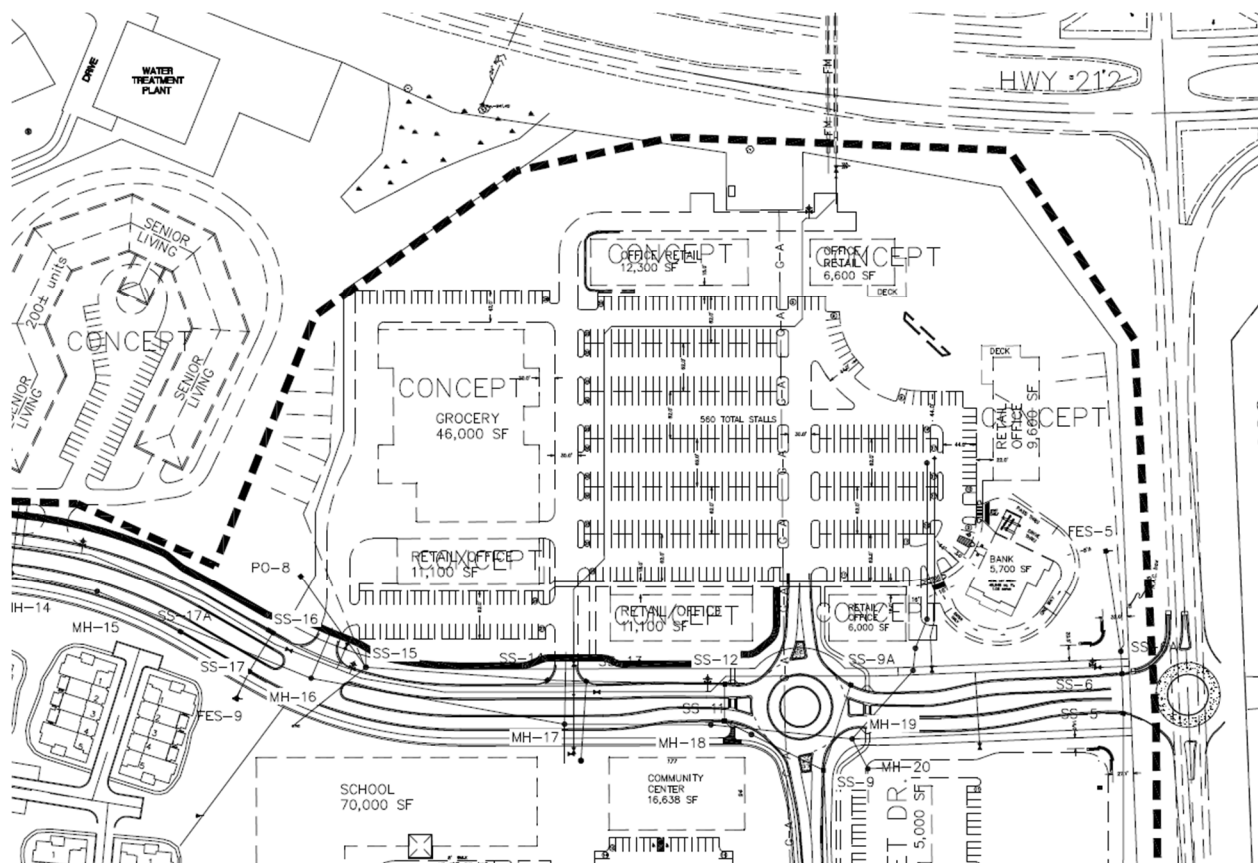 WATER
TREATMENT
PLANT
DRIVE
HWY 212
FM
FM
SENIOR
LIVING
200± units
CONCEPT
SENIOR
LIVING
SENIOR
LIVING
CONCEPT
OFFICE/RETAIL
12,300 SF
G-A
CONCEPT
OFFICE
RETAIL
6,600 SF
DECK
CONCEPT
GROCERY
46,000 SF
560 TOTAL STALLS
DECK
CONCEPT
RETAIL
OFFICE
9,600 SF
BANK
5,700 SF
FES-5
RETAIL/OFFICE
CONCEPT
11,100 SF
RETAIL/OFFICE
CONCEPT
11,100 SF
CONCEPT
RETAIL
OFFICE
6,000 SF
PO-8
MH-14
MH-15
SS-17A
SS-16
SS-15
SS-17
MH-16
FES-9
SS-14
SS-13
SS-12
SS-9A
SS-6
SS-5
SS-11
MH-17
MH-18
MH-19
MH-20
SS-9
SCHOOL
70,000 SF
COMMUNITY
CENTER
16,638 SF
G-A